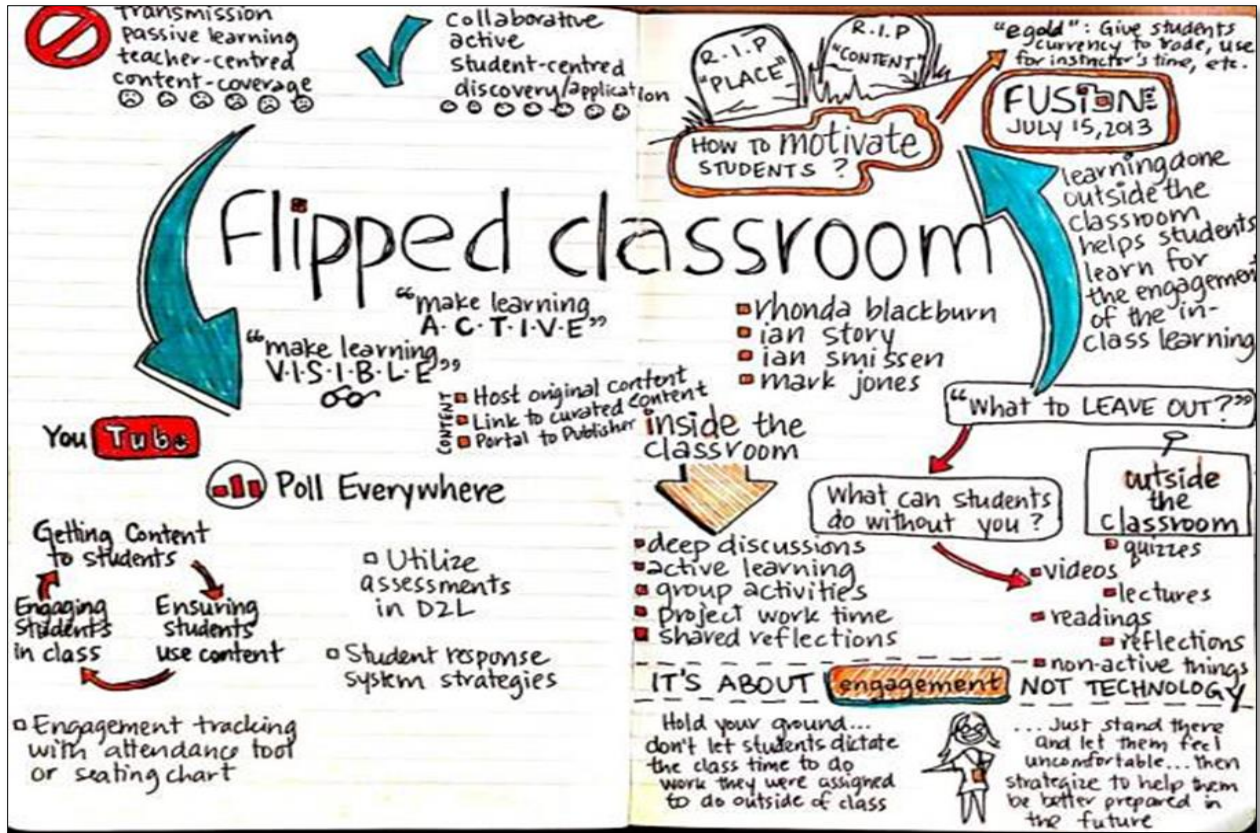 transmission
passive learning
teacher-centred
content-coverage
collaborative
active
student-centred
discovery/application
R.I.P
"PLACE"
R.I.P
"CONTENT"
"egold": Give students
currency to trade, use
for instructor's time, etc.
FUSION
JULY 15, 2013
HOW TO motivate
STUDENTS?
learning done
outside the
classroom
helps students
learn for
the engagement
of the in-
class learning
Flipped classroom
"make learning
A·C·T·I·V·E"
"make learning
V·I·S·I·B·L·E"
rhonda blackburn
ian story
ian smissen
mark jones
CONTENT
Host original content
Link to curated content
Portal to Publisher
"What to LEAVE OUT?"
You Tube
Poll Everywhere
inside the
classroom
What can students
do without you?
outside
the
classroom
Getting Content
to students
Ensuring
students
use content
Engaging
students
in class
Utilize
assessments
in D2L
Student response
system strategies
Engagement tracking
with attendance tool
or seating chart
deep discussions
active learning
group activities
project work time
shared reflections
quizzes
videos
lectures
readings
reflections
non-active things
IT'S ABOUT engagement NOT TECHNOLOGY
Hold your ground...
don't let students dictate
the class time to do
work they were assigned
to do outside of class
....Just stand there
and let them feel
uncomfortable...then
strategize to help them
be better prepared in
the future